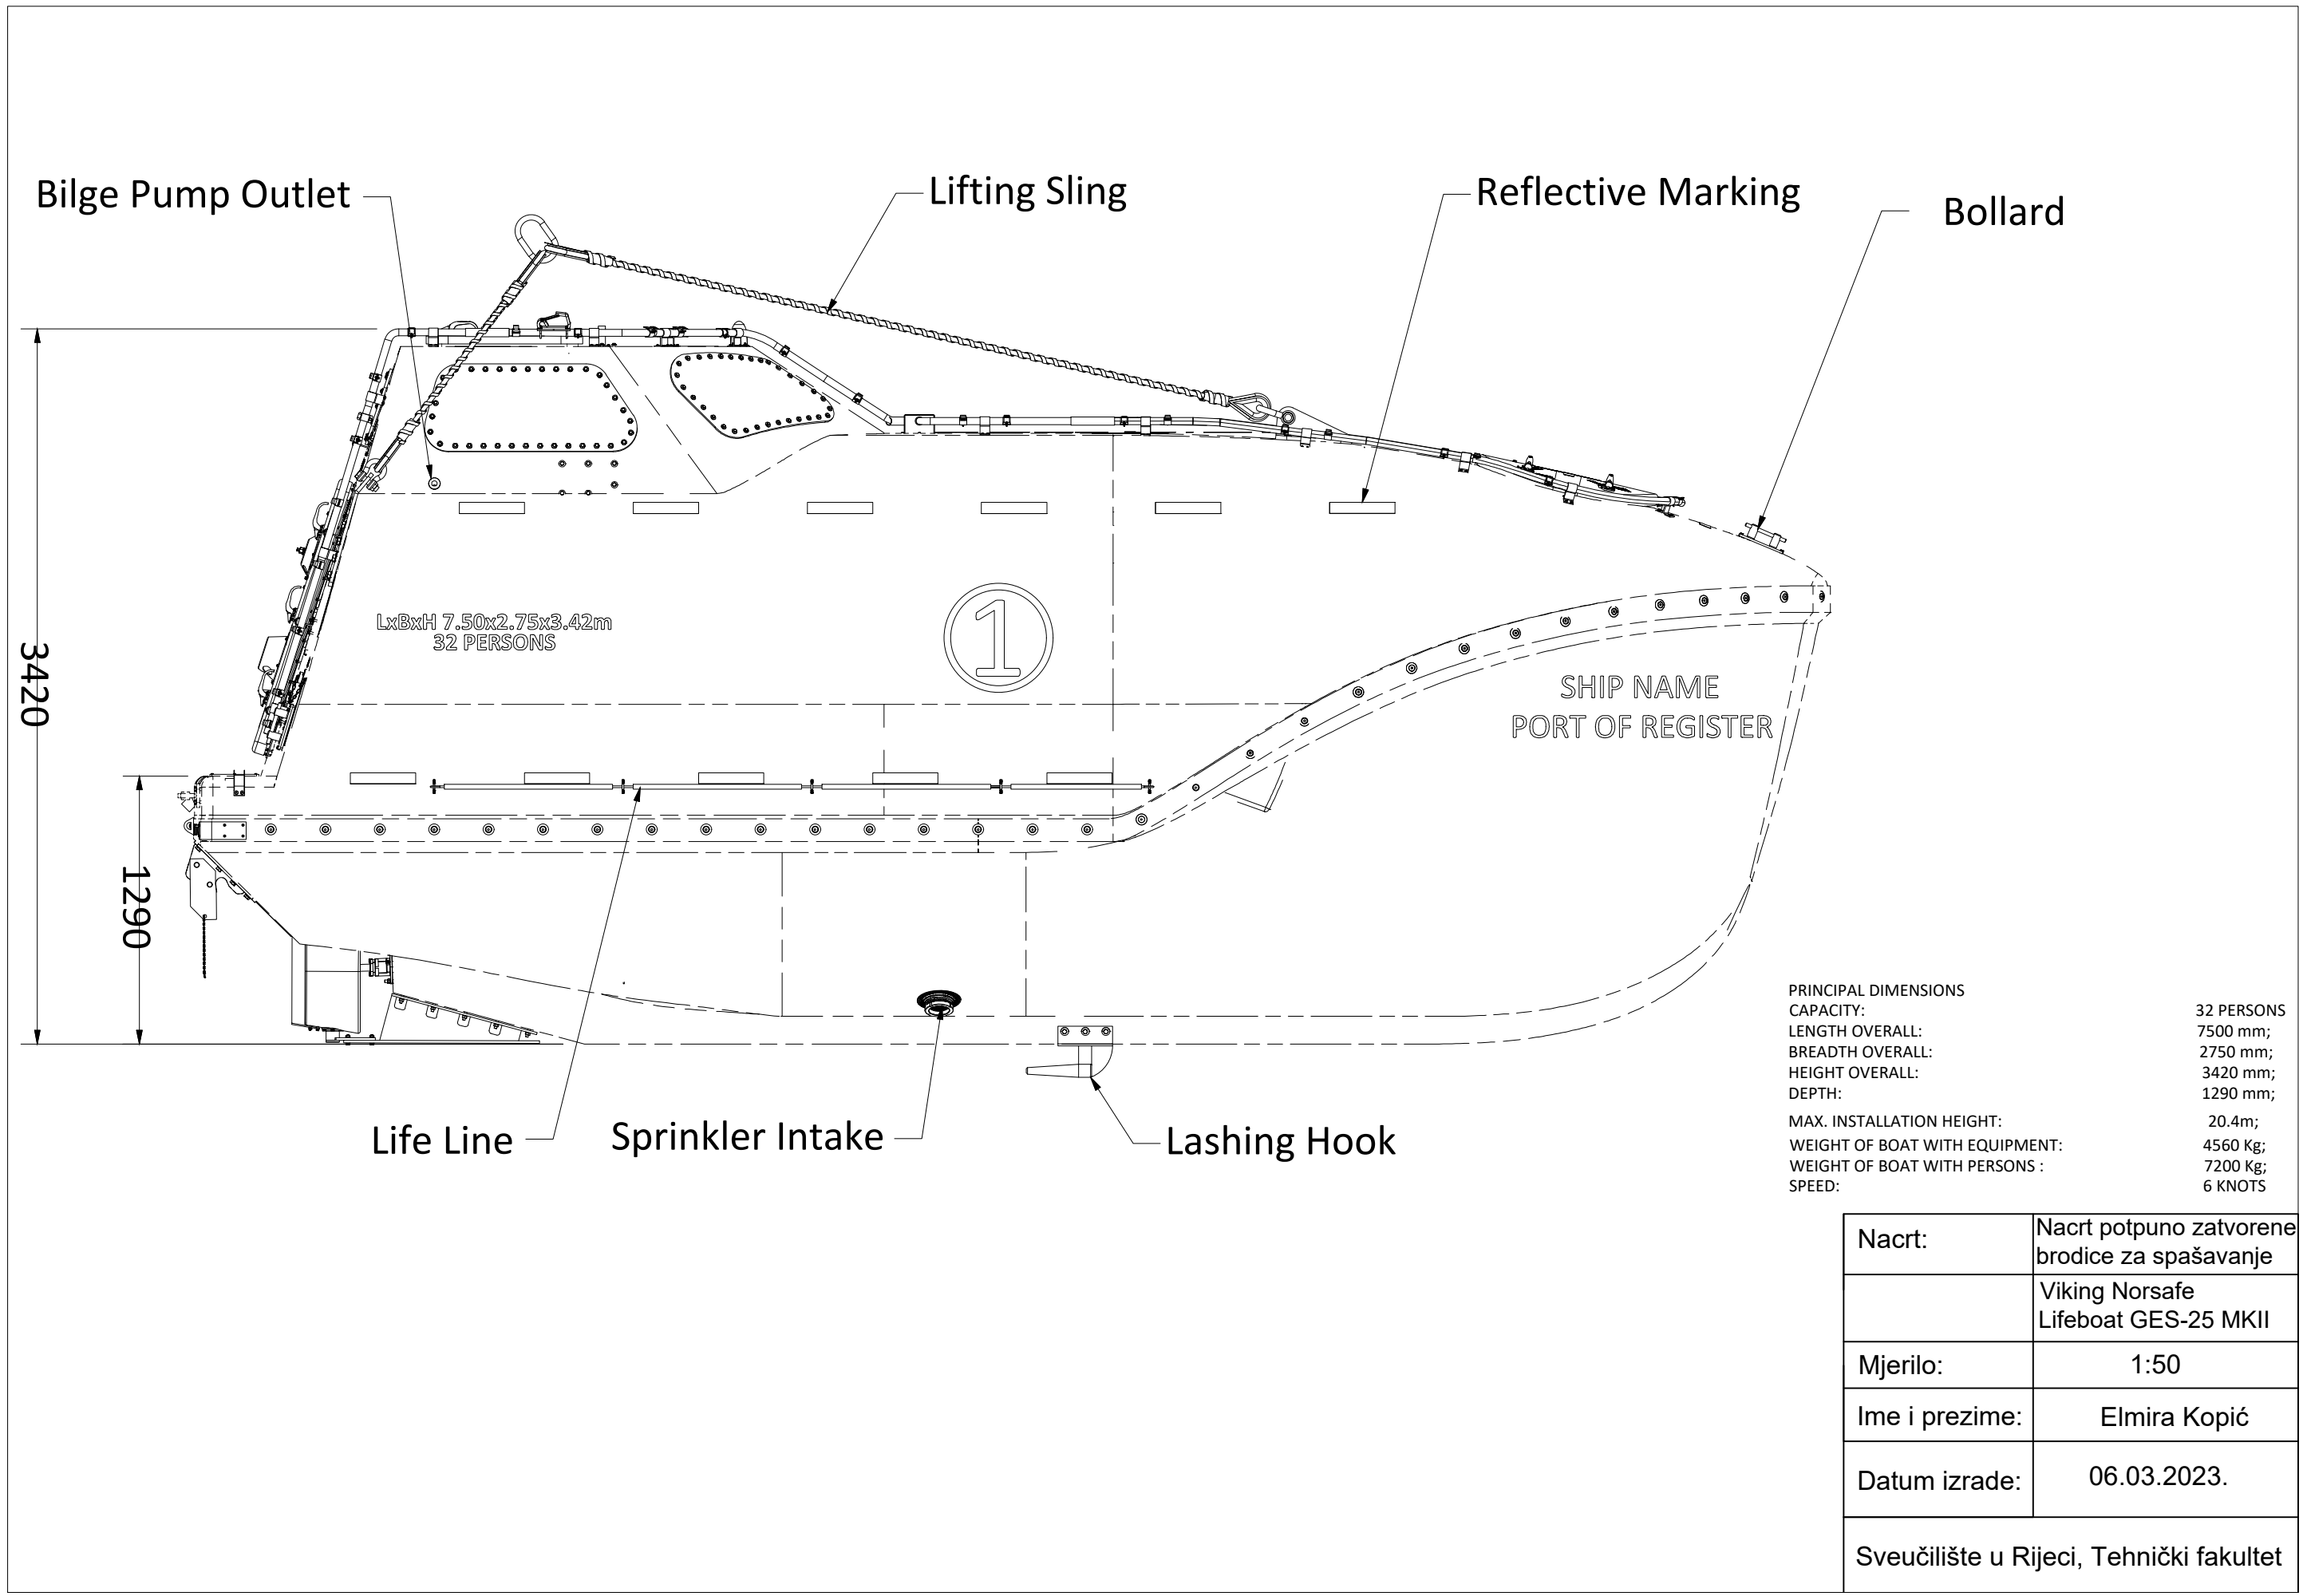 Bilge Pump Outlet
Lifting Sling
Reflective Marking
Bollard
3420
1290
LxBxH 7.50x2.75x3.42m
32 PERSONS
1
SHIP NAME
PORT OF REGISTER
Life Line
Sprinkler Intake
Lashing Hook
PRINCIPAL DIMENSIONS
CAPACITY: 32 PERSONS
LENGTH OVERALL: 7500 mm;
BREADTH OVERALL: 2750 mm;
HEIGHT OVERALL: 3420 mm;
DEPTH: 1290 mm;
MAX. INSTALLATION HEIGHT: 20.4m;
WEIGHT OF BOAT WITH EQUIPMENT: 4560 Kg;
WEIGHT OF BOAT WITH PERSONS : 7200 Kg;
SPEED: 6 KNOTS
Nacrt: Nacrt potpuno zatvorene
brodice za spašavanje
Viking Norsafe
Lifeboat GES-25 MKII
Mjerilo: 1:50
Ime i prezime: Elmira Kopić
Datum izrade: 06.03.2023.
Sveučilište u Rijeci, Tehnički fakultet